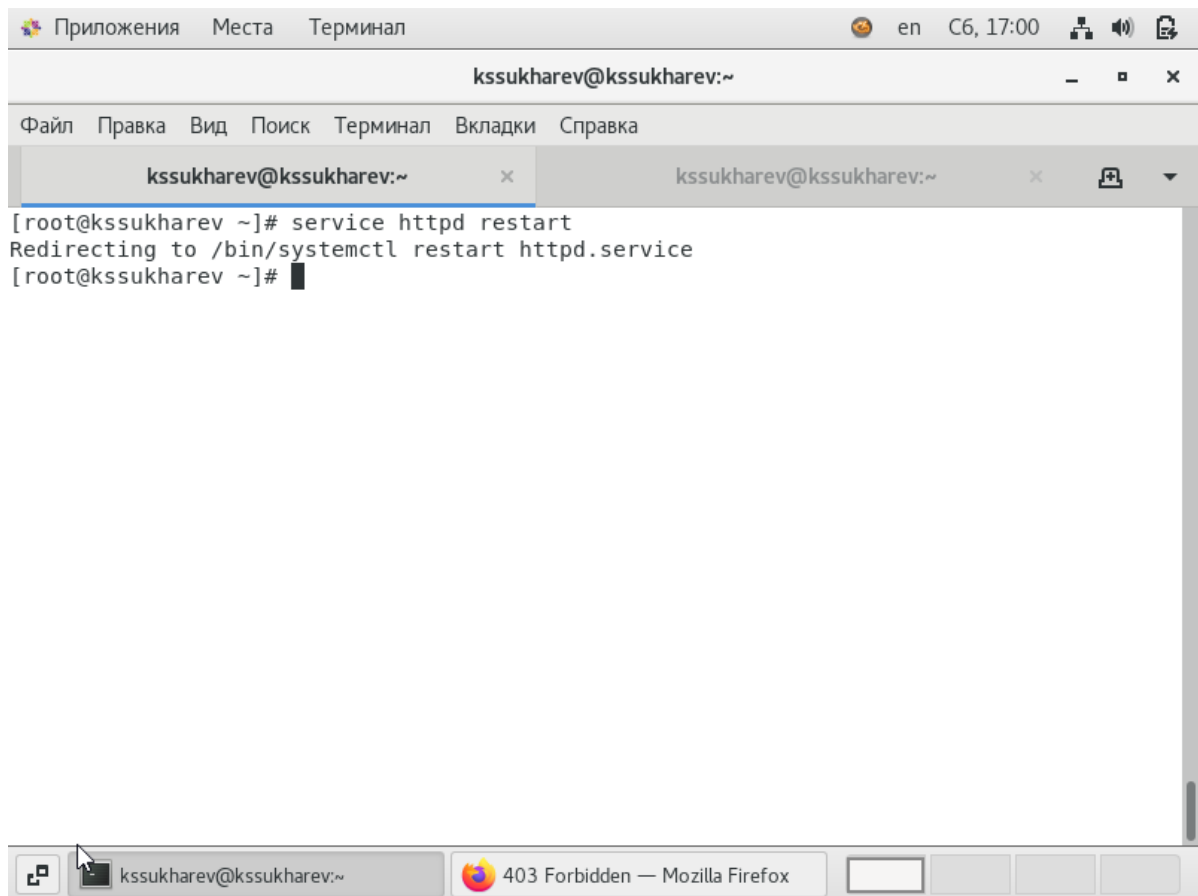 Приложения Места Терминал en Сб, 17:00
kssukharev@kssukharev:~
Файл Правка Вид Поиск Терминал Вкладки Справка
kssukharev@kssukharev:~ kssukharev@kssukharev:~
[root@kssukharev ~]# service httpd restart
Redirecting to /bin/systemctl restart httpd.service
[root@kssukharev ~]#
kssukharev@kssukharev:~ 403 Forbidden — Mozilla Firefox